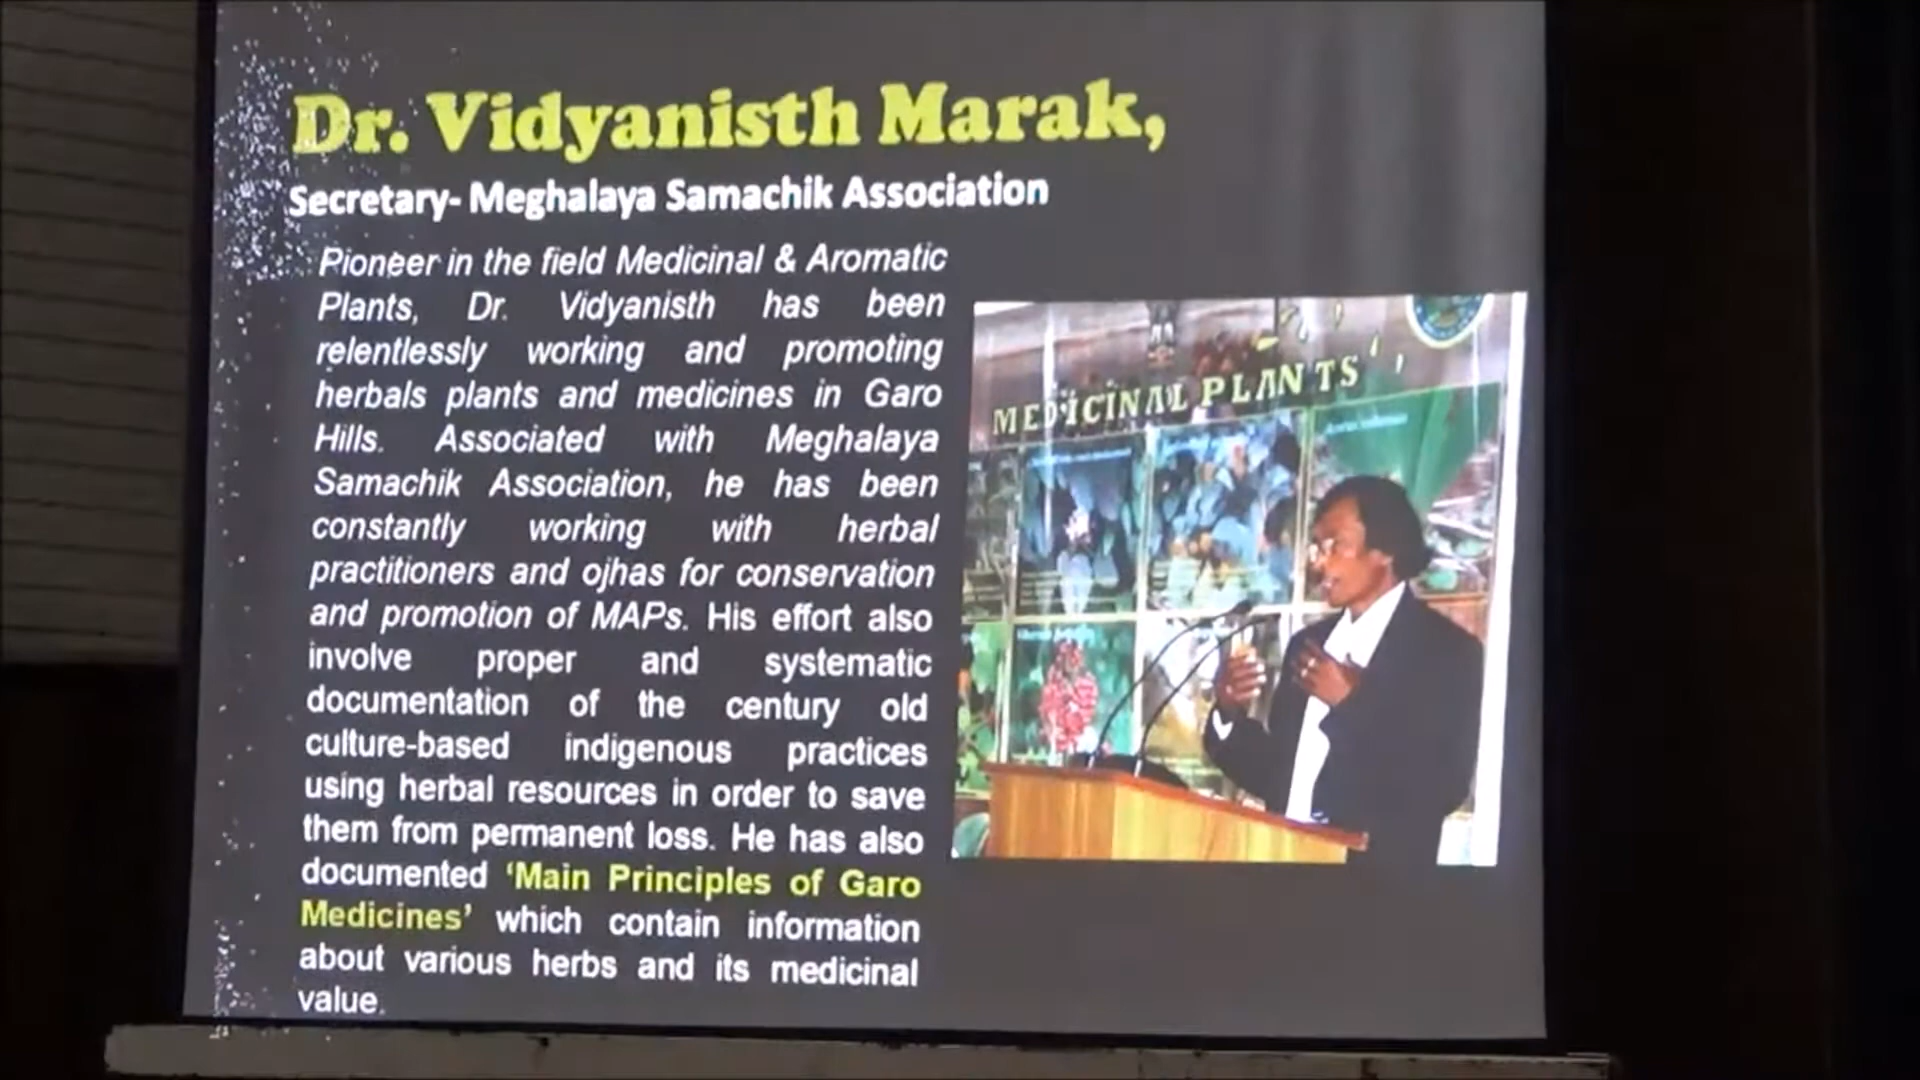 Dr. Vidyanisth Marak,
Secretary- Meghalaya Samachik Association
Pioneer in the field Medicinal & Aromatic
Plants, Dr. Vidyanisth has been
relentlessly working and promoting
herbals plants and medicines in Garo
Hills. Associated with Meghalaya
Samachik Association, he has been
constantly working with herbal
practitioners and ojhas for conservation
and promotion of MAPs. His effort also
involve proper and systematic
documentation of the century old
culture-based indigenous practices
using herbal resources in order to save
them from permanent loss. He has also
documented ‘Main Principles of Garo
Medicines’ which contain information
about various herbs and its medicinal
value.
MEDICINAL PLANTS